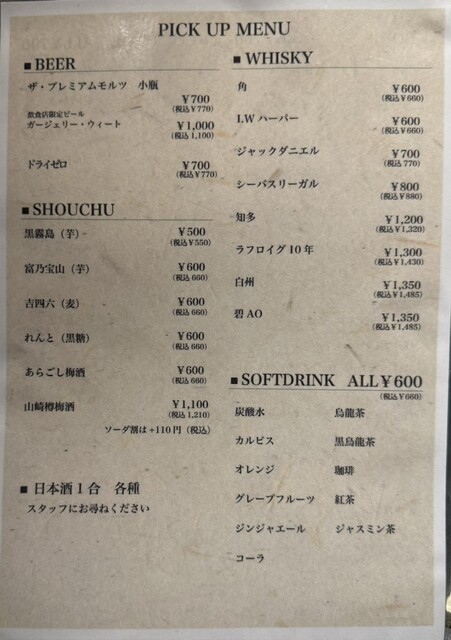 PICK UP MENU
■BEER
ザ・プレミアムモルツ 小瓶
¥700
(税込¥770)
飲食店限定ビール
ガージェリー・ウィート
¥1,000
(税込1,100)
ドライゼロ
¥700
(税込¥770)
■SHOUCHU
黒霧島(芋)
¥500
(税込¥550)
富乃宝山(芋)
¥600
(税込660)
吉四六(麦)
¥600
(税込660)
れんと(黒糖)
¥600
(税込660)
あらごし梅酒
¥600
(税込660)
山崎樽梅酒
¥1,100
(税込1,210)
ソーダ割は+110円(税込)
■日本酒1合 各種
スタッフにお尋ねください
■WHISKY
角
¥600
(税込¥660)
I.Wハーパー
¥600
(税込¥660)
ジャックダニエル
¥700
(税込770)
シーバスリーガル
¥800
(税込¥880)
知多
¥1,200
(税込¥1,320)
ラフロイグ10年
¥1,300
(税込¥1,430)
白州
¥1,350
(税込¥1,485)
碧AO
¥1,350
(税込¥1,485)
■SOFTDRINK ALL¥600
(税込¥660)
炭酸水 烏龍茶
カルピス 黒烏龍茶
オレンジ 珈琲
グレープフルーツ 紅茶
ジンジャエール ジャスミン茶
コーラ